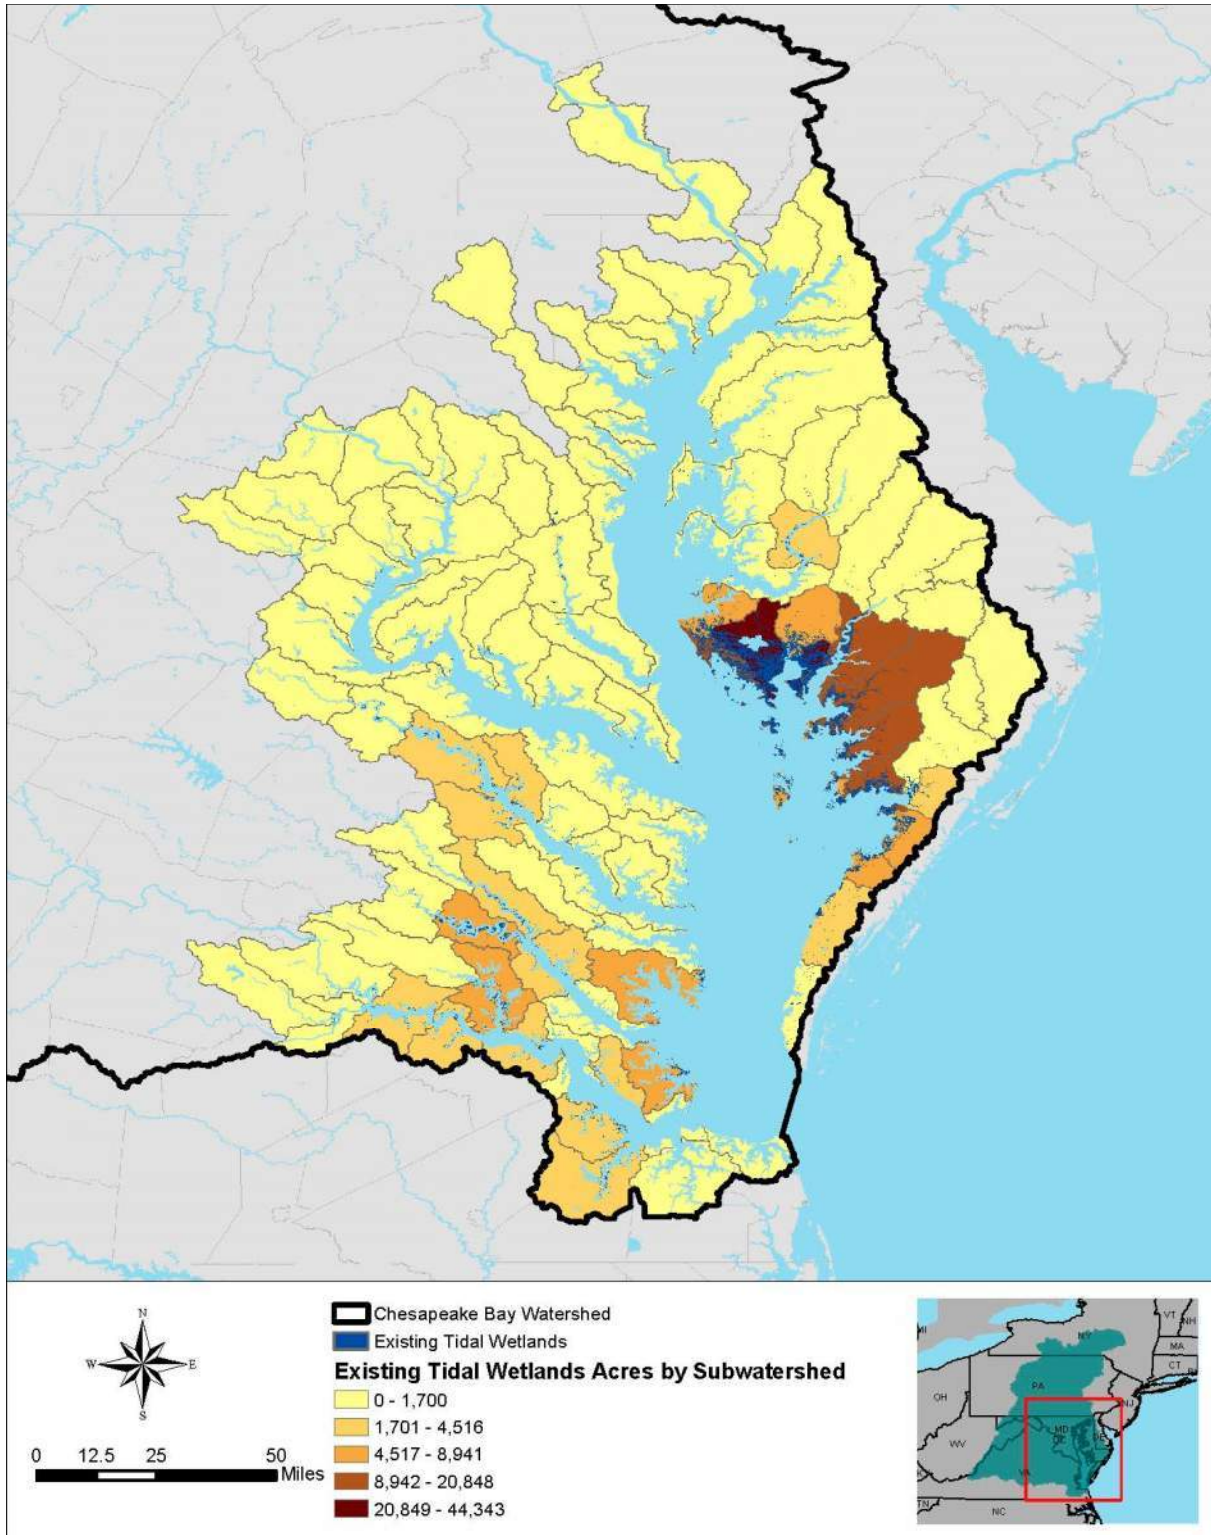 N
W E
S
0 12.5 25 50
Miles
Chesapeake Bay Watershed
Existing Tidal Wetlands
Existing Tidal Wetlands Acres by Subwatershed
0 - 1,700
1,701 - 4,516
4,517 - 8,941
8,942 - 20,848
20,849 - 44,343
MI
NY
VT
NH
MA
CT
RI
PA
OH
NJ
MD
DE
WV
VA
TN
NC